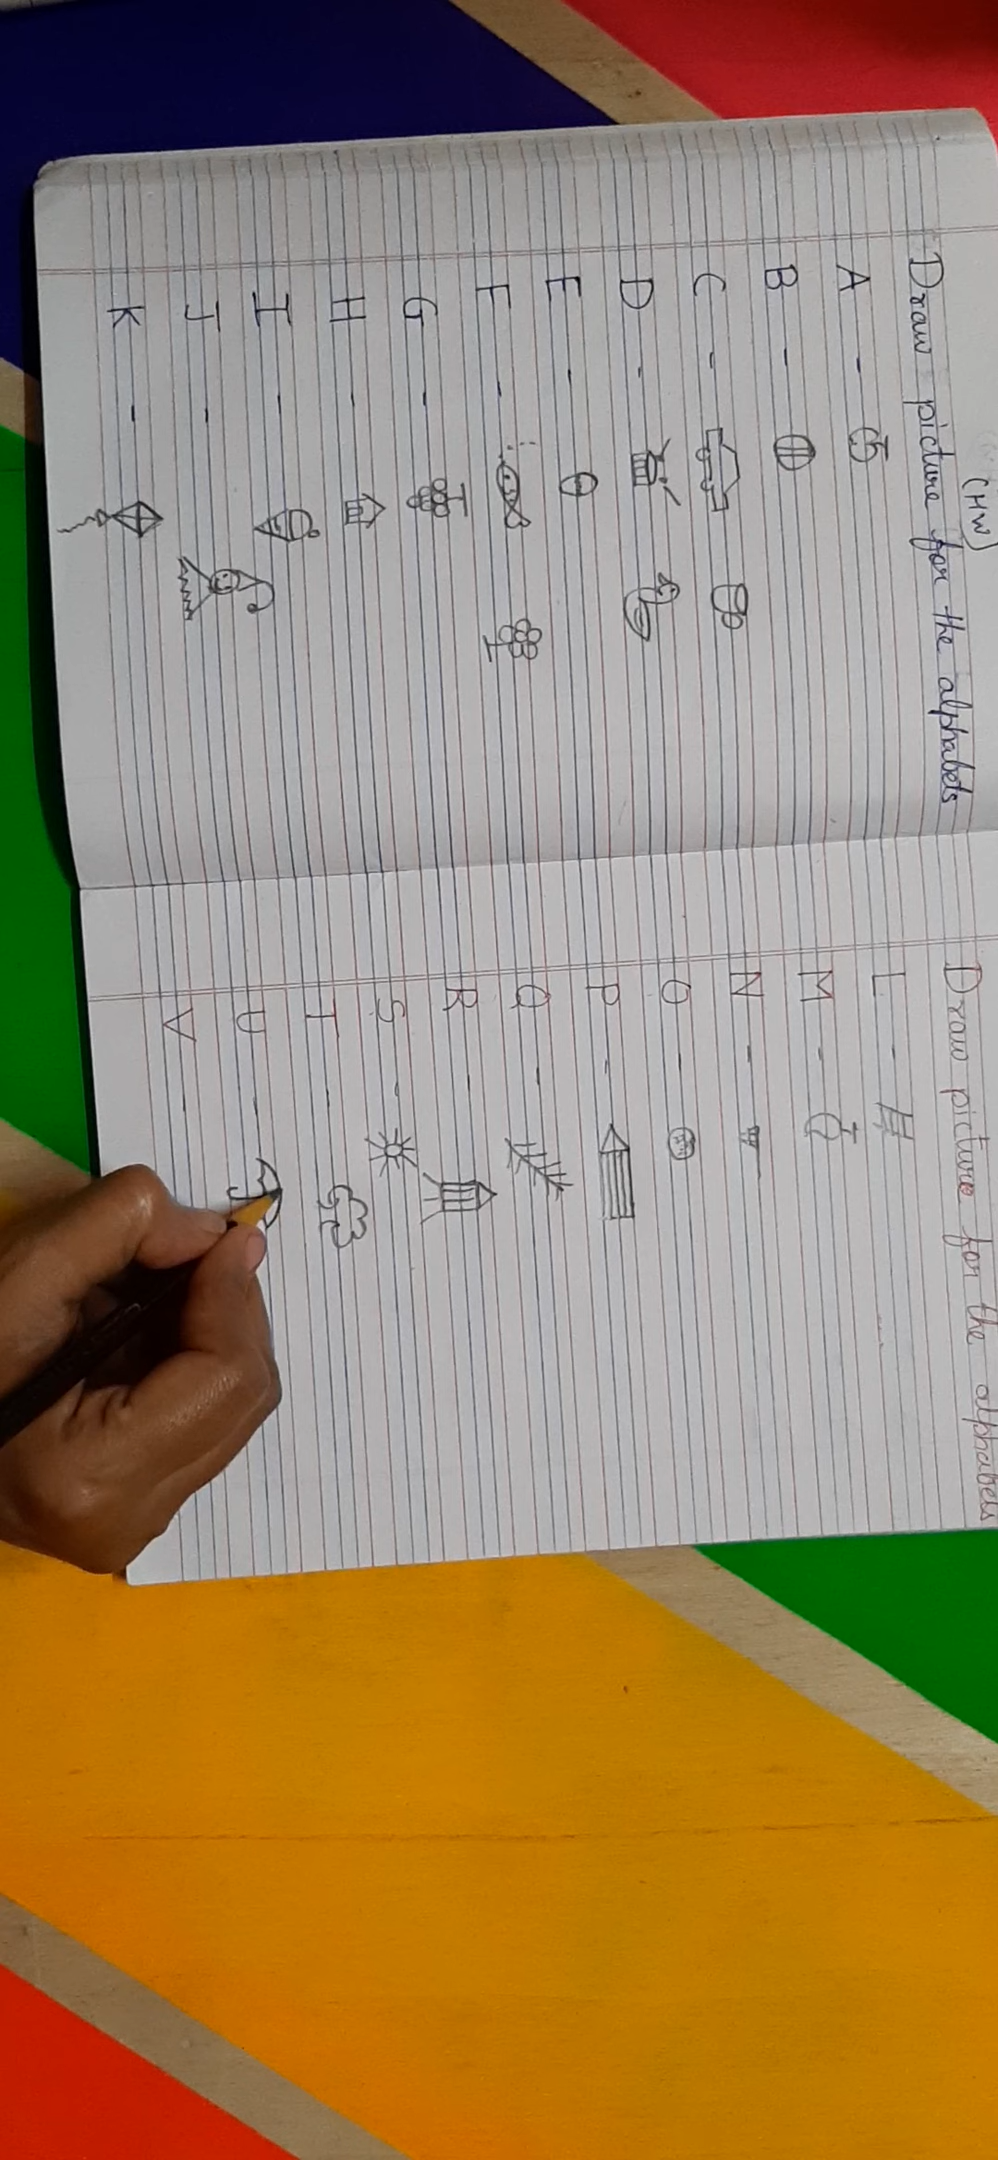 (HW)
Draw picture for the alphabets
A -
B -
C -
D -
E -
F -
G -
H -
I -
J -
K -
Draw picture for the alphabets
L -
M -
N -
O -
P -
Q -
R -
S -
T -
U -
V -